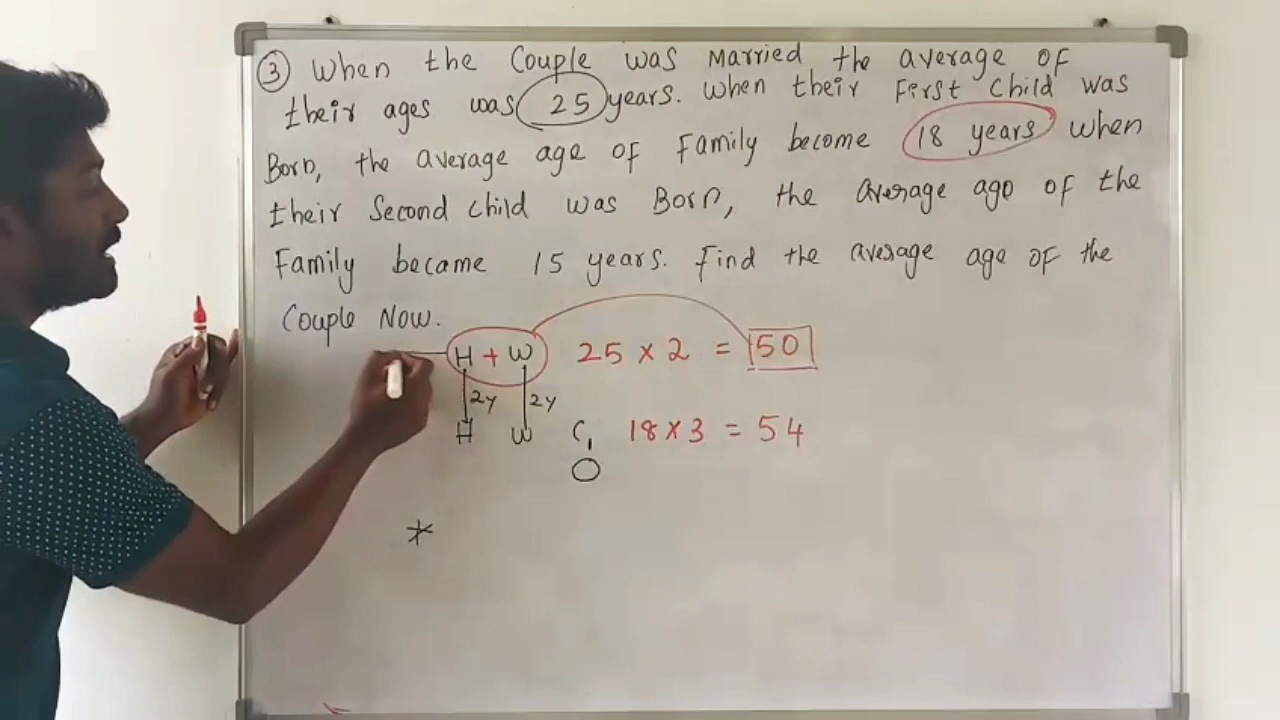 ③ When the Couple was Married the average of
their ages was 25 years. When their First Child was
Born, the average age of Family become 18 years when
their Second child was Born, the average age of the
Family became 15 years. Find the average age of the
Couple Now.
H + W 25 × 2 = 50
2y 2y
H W C1 18 × 3 = 54
O
*